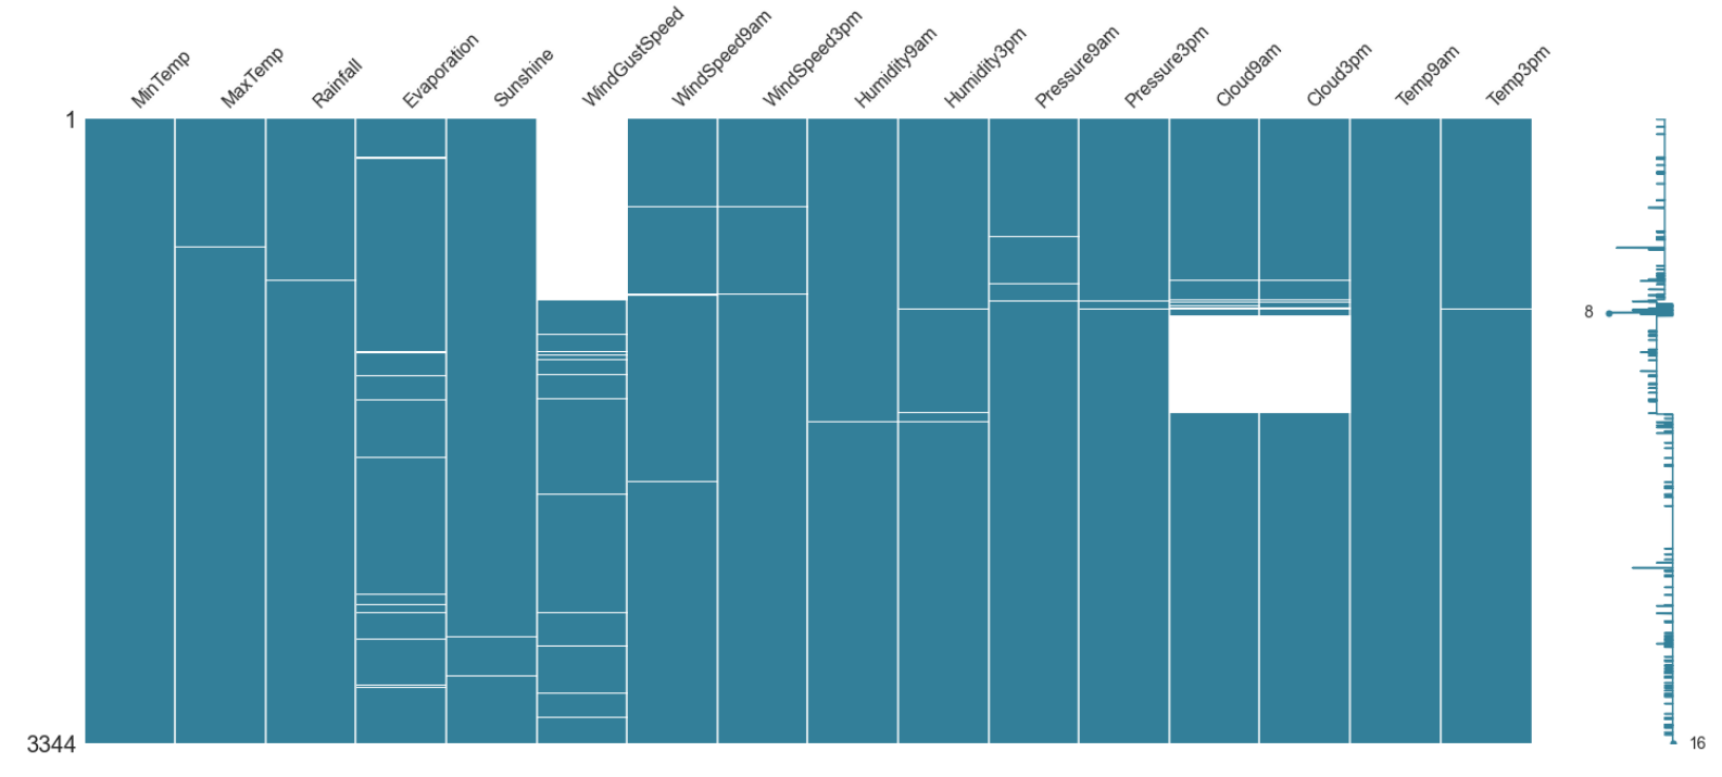 MinTemp
MaxTemp
Rainfall
Evaporation
Sunshine
WindGustSpeed
WindSpeed9am
WindSpeed3pm
Humidity9am
Humidity3pm
Pressure9am
Pressure3pm
Cloud9am
Cloud3pm
Temp9am
Temp3pm
1
8
3344
16